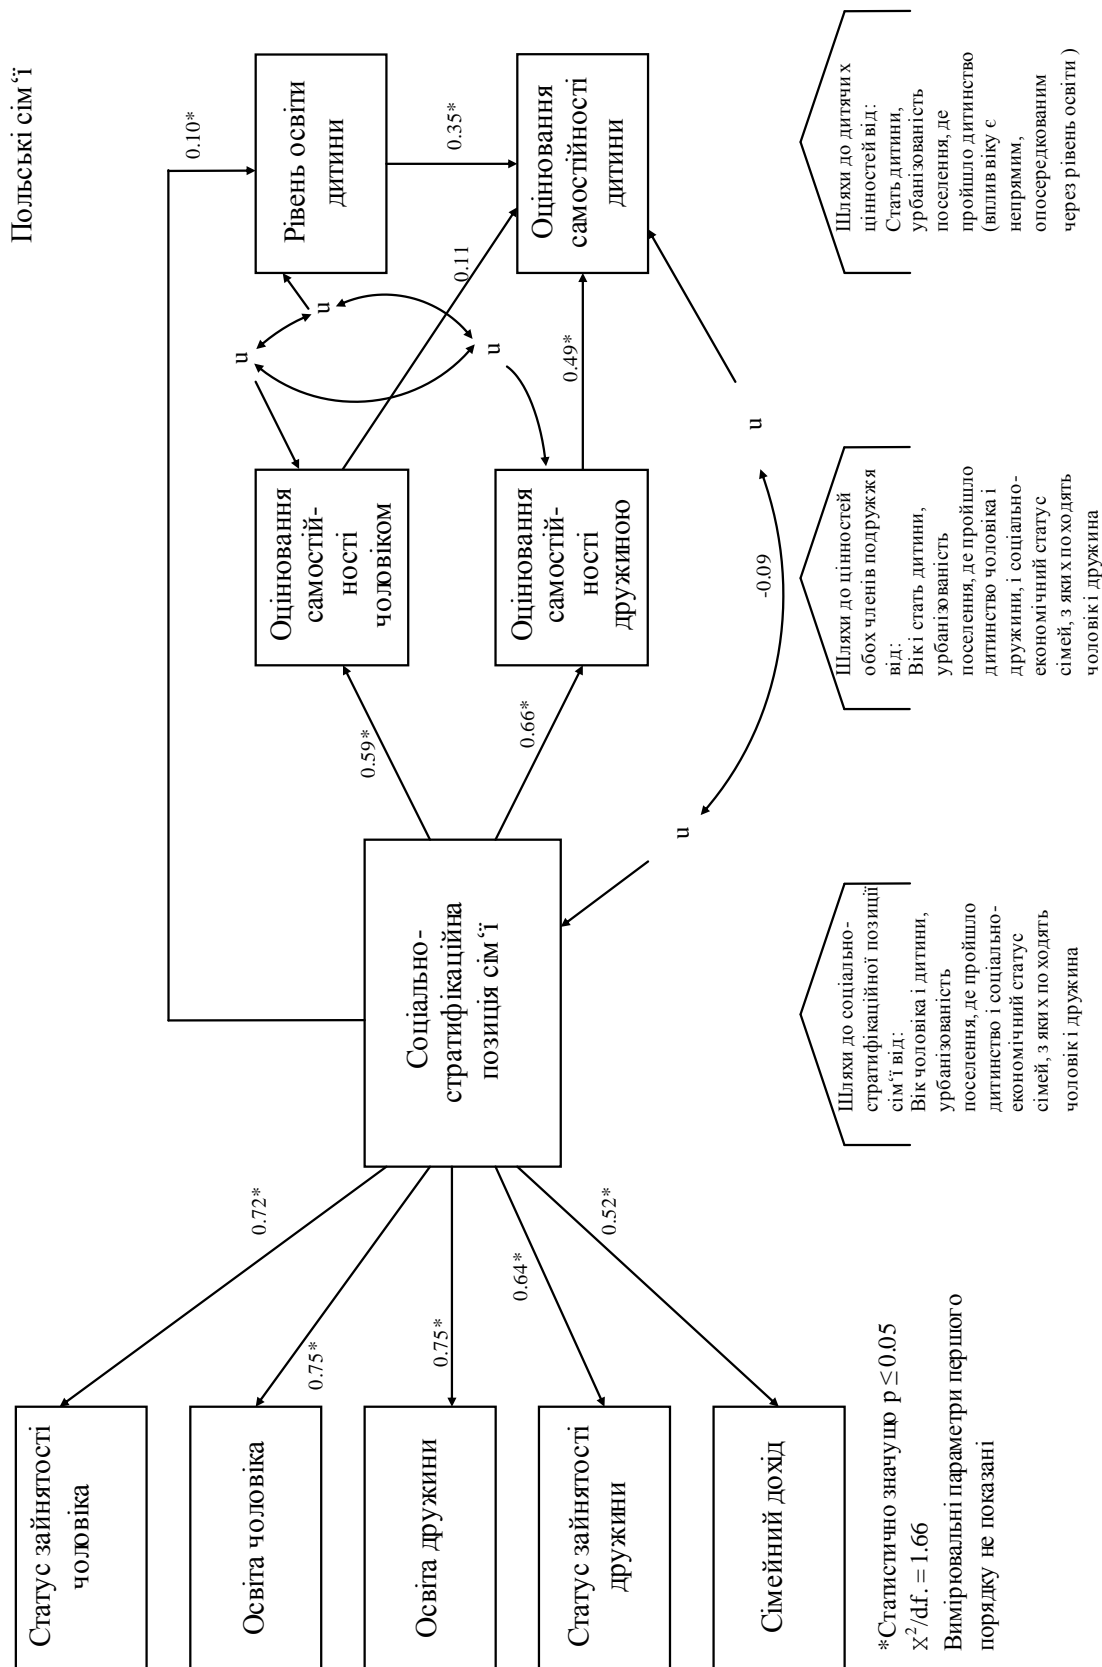 Польські сім‘ї
0.10*
Рівень освіти
дитини
0.35*
Оцінювання
самостійності
дитини
0.11
0.49*
u
u
u
u
u
-0.09
Оцінювання
самостій-
ності
чоловіком
Оцінювання
самостій-
ності
дружиною
0.59*
0.66*
Соціально-
стратифікаційна
позиція сім‘ї
0.72*
0.75*
0.75*
0.64*
0.52*
Статус зайнятості
чоловіка
Освіта чоловіка
Освіта дружини
Статус зайнятості
дружини
Сімейний дохід
Шляхи до соціально-
стратифікаційної позиції
сім‘ї від:
Вік чоловіка і дитини,
урбанізованість
поселення, де пройшло
дитинство і соціально-
економічний статус
сімей, з яких походять
чоловік і дружина
Шляхи до цінностей
обох членів подружжя
від:
Вік і стать дитини,
урбанізованість
поселення, де пройшло
дитинство чоловіка і
дружини, і соціально-
економічний статус
сімей, з яких походять
чоловік і дружина
Шляхи до дитячих
цінностей від:
Стать дитини,
урбанізованість
поселення, де
пройшло дитинство
(вплив віку є
непрямим,
опосередкованим
через рівень освіти )
*Статистично значущо p ≤ 0.05
X²/d.f. = 1.66
Вимірювальні параметри першого
порядку не показані